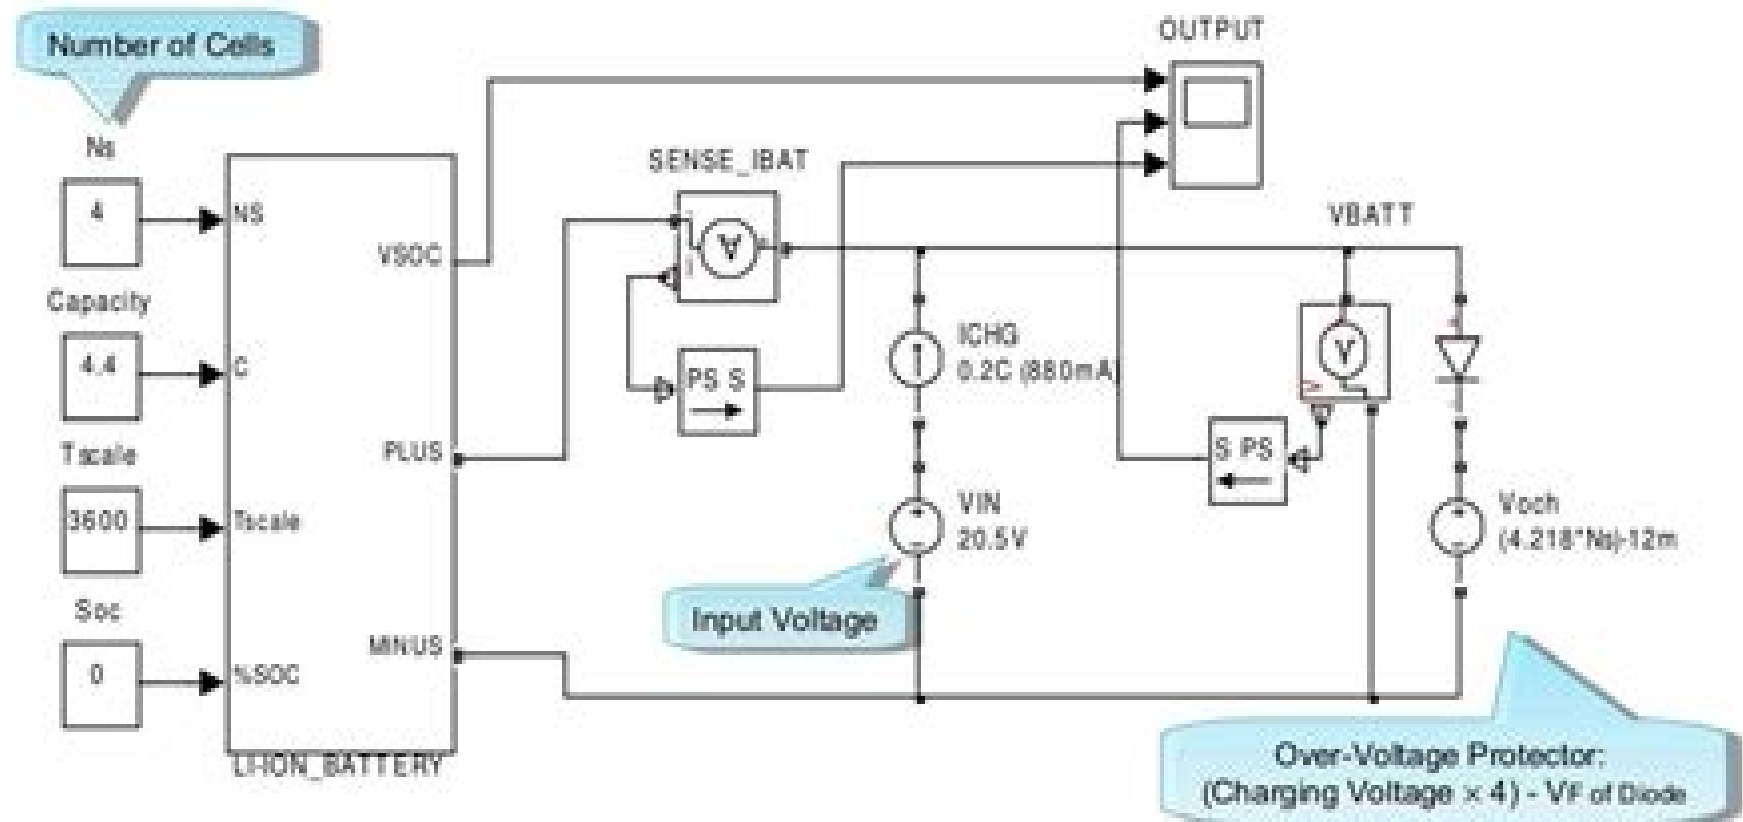 Number of Cells
OUTPUT
Ns
4
NS
Capacity
4.4
C
Tscale
3600
Tscale
Soc
0
%SOC
VSOC
PLUS
MINUS
LI-ION_BATTERY
SENSE_IBAT
A
PS S
ICHG
0.2C (880mA)
VIN
20.5V
Input Voltage
VBATT
V
S PS
Voch
(4.218*Ns)-12m
Over-Voltage Protector:
(Charging Voltage × 4) - VF of Diode